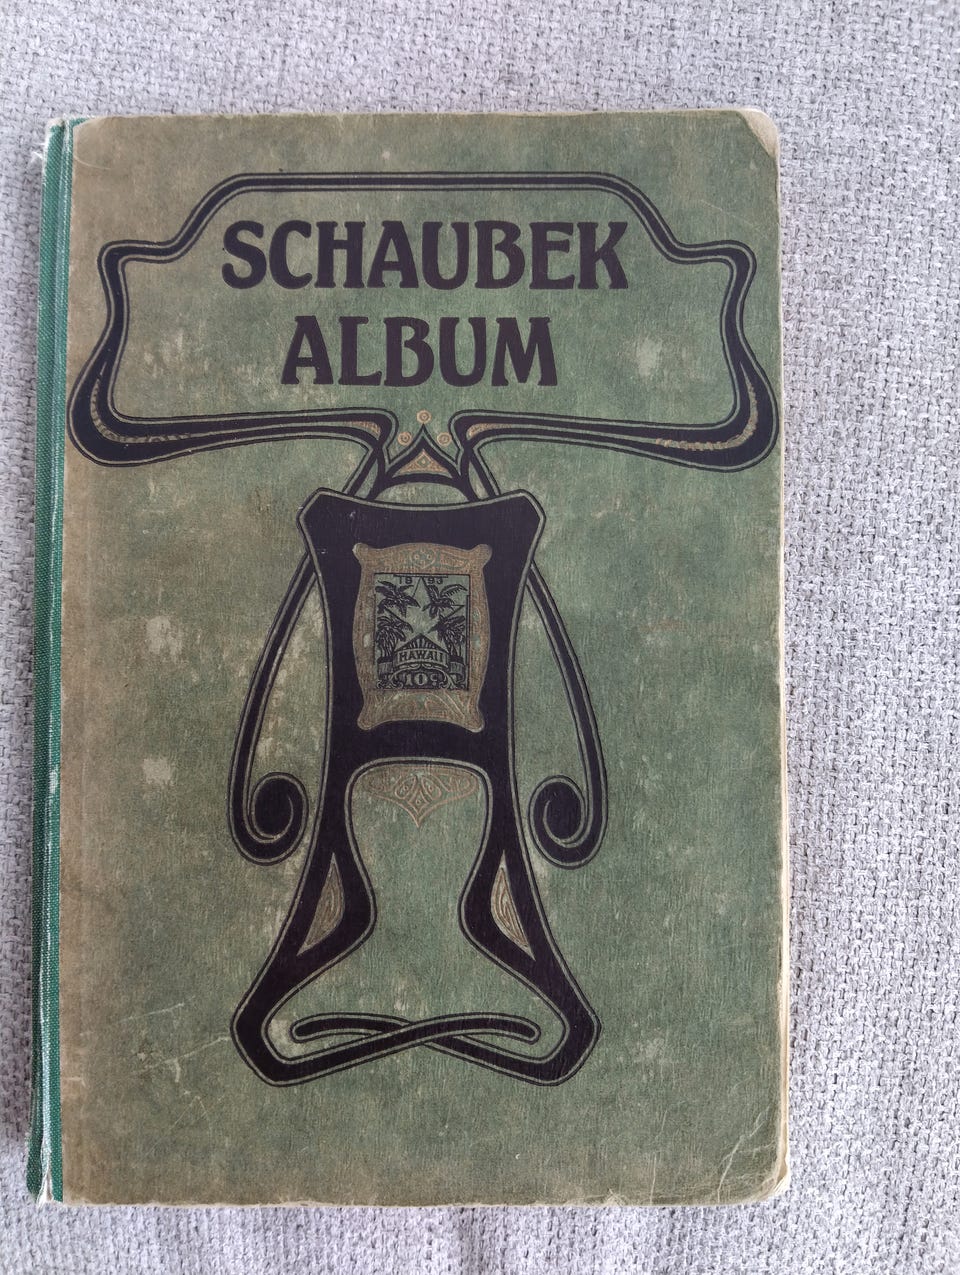 SCHAUBEK
ALBUM
1893
HAWAII
10¢